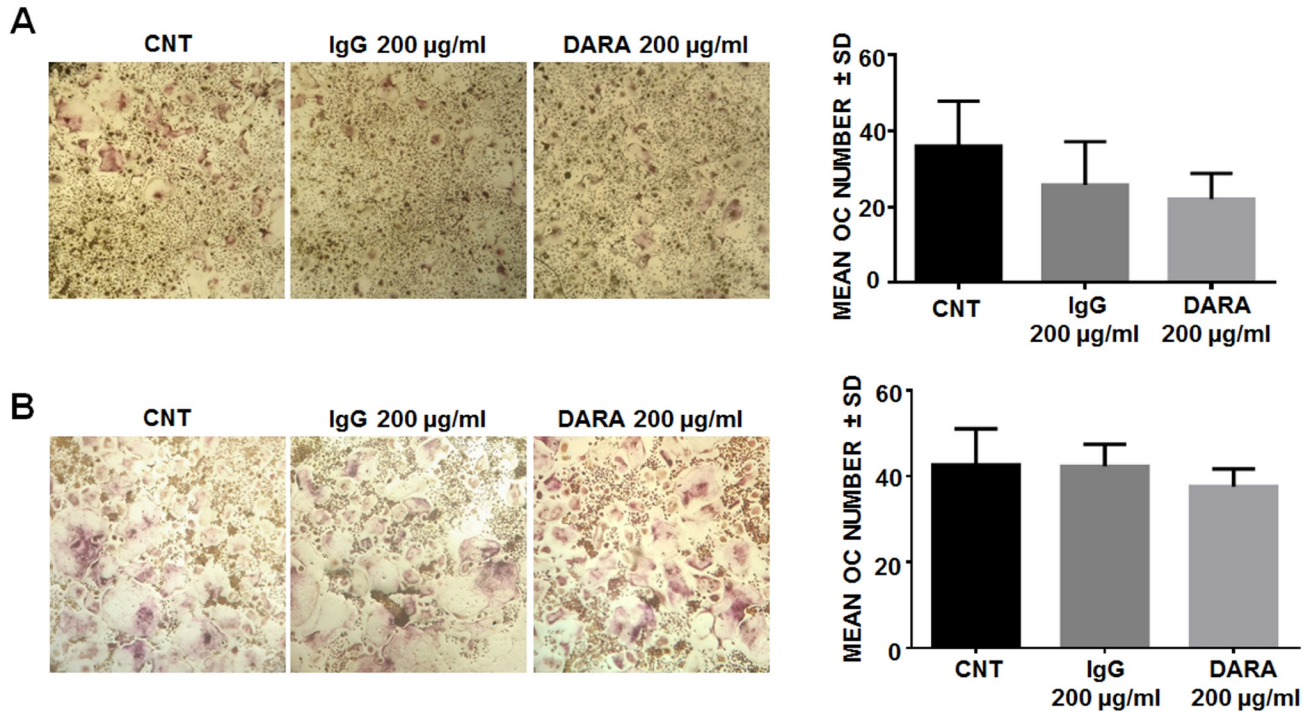 A
CNT
IgG 200 µg/ml
DARA 200 µg/ml
MEAN OC NUMBER ± SD
60
40
20
0
CNT
IgG
200 µg/ml
DARA
200 µg/ml
B
CNT
IgG 200 µg/ml
DARA 200 µg/ml
MEAN OC NUMBER ± SD
60
40
20
0
CNT
IgG
200 µg/ml
DARA
200 µg/ml